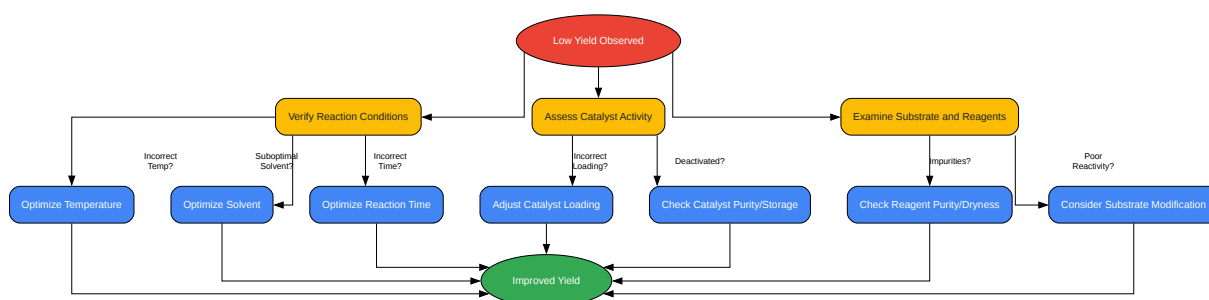 Low Yield Observed
Verify Reaction Conditions
Assess Catalyst Activity
Examine Substrate and Reagents
Incorrect
Temp?
Suboptimal
Solvent?
Incorrect
Time?
Incorrect
Loading?
Deactivated?
Impurities?
Poor
Reactivity?
Optimize Temperature
Optimize Solvent
Optimize Reaction Time
Adjust Catalyst Loading
Check Catalyst Purity/Storage
Check Reagent Purity/Dryness
Consider Substrate Modification
Improved Yield